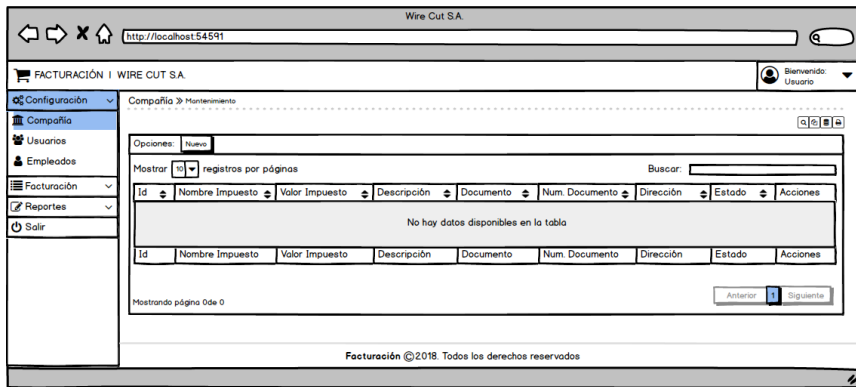 Wire Cut S.A.
http://localhost:54591
FACTURACIÓN | WIRE CUT S.A.
Bienvenido:
Usuario
Configuración
Compañía
Usuarios
Empleados
Facturación
Reportes
Salir
Compañía >> Mantenimiento
Opciones: Nuevo
Mostrar 10 registros por páginas
Buscar:
Id Nombre Impuesto Valor Impuesto Descripción Documento Num. Documento Dirección Estado Acciones
No hay datos disponibles en la tabla
Id Nombre Impuesto Valor Impuesto Descripción Documento Num. Documento Dirección Estado Acciones
Mostrando página 0de 0
Anterior 1 Siguiente
Facturación ©2018. Todos los derechos reservados